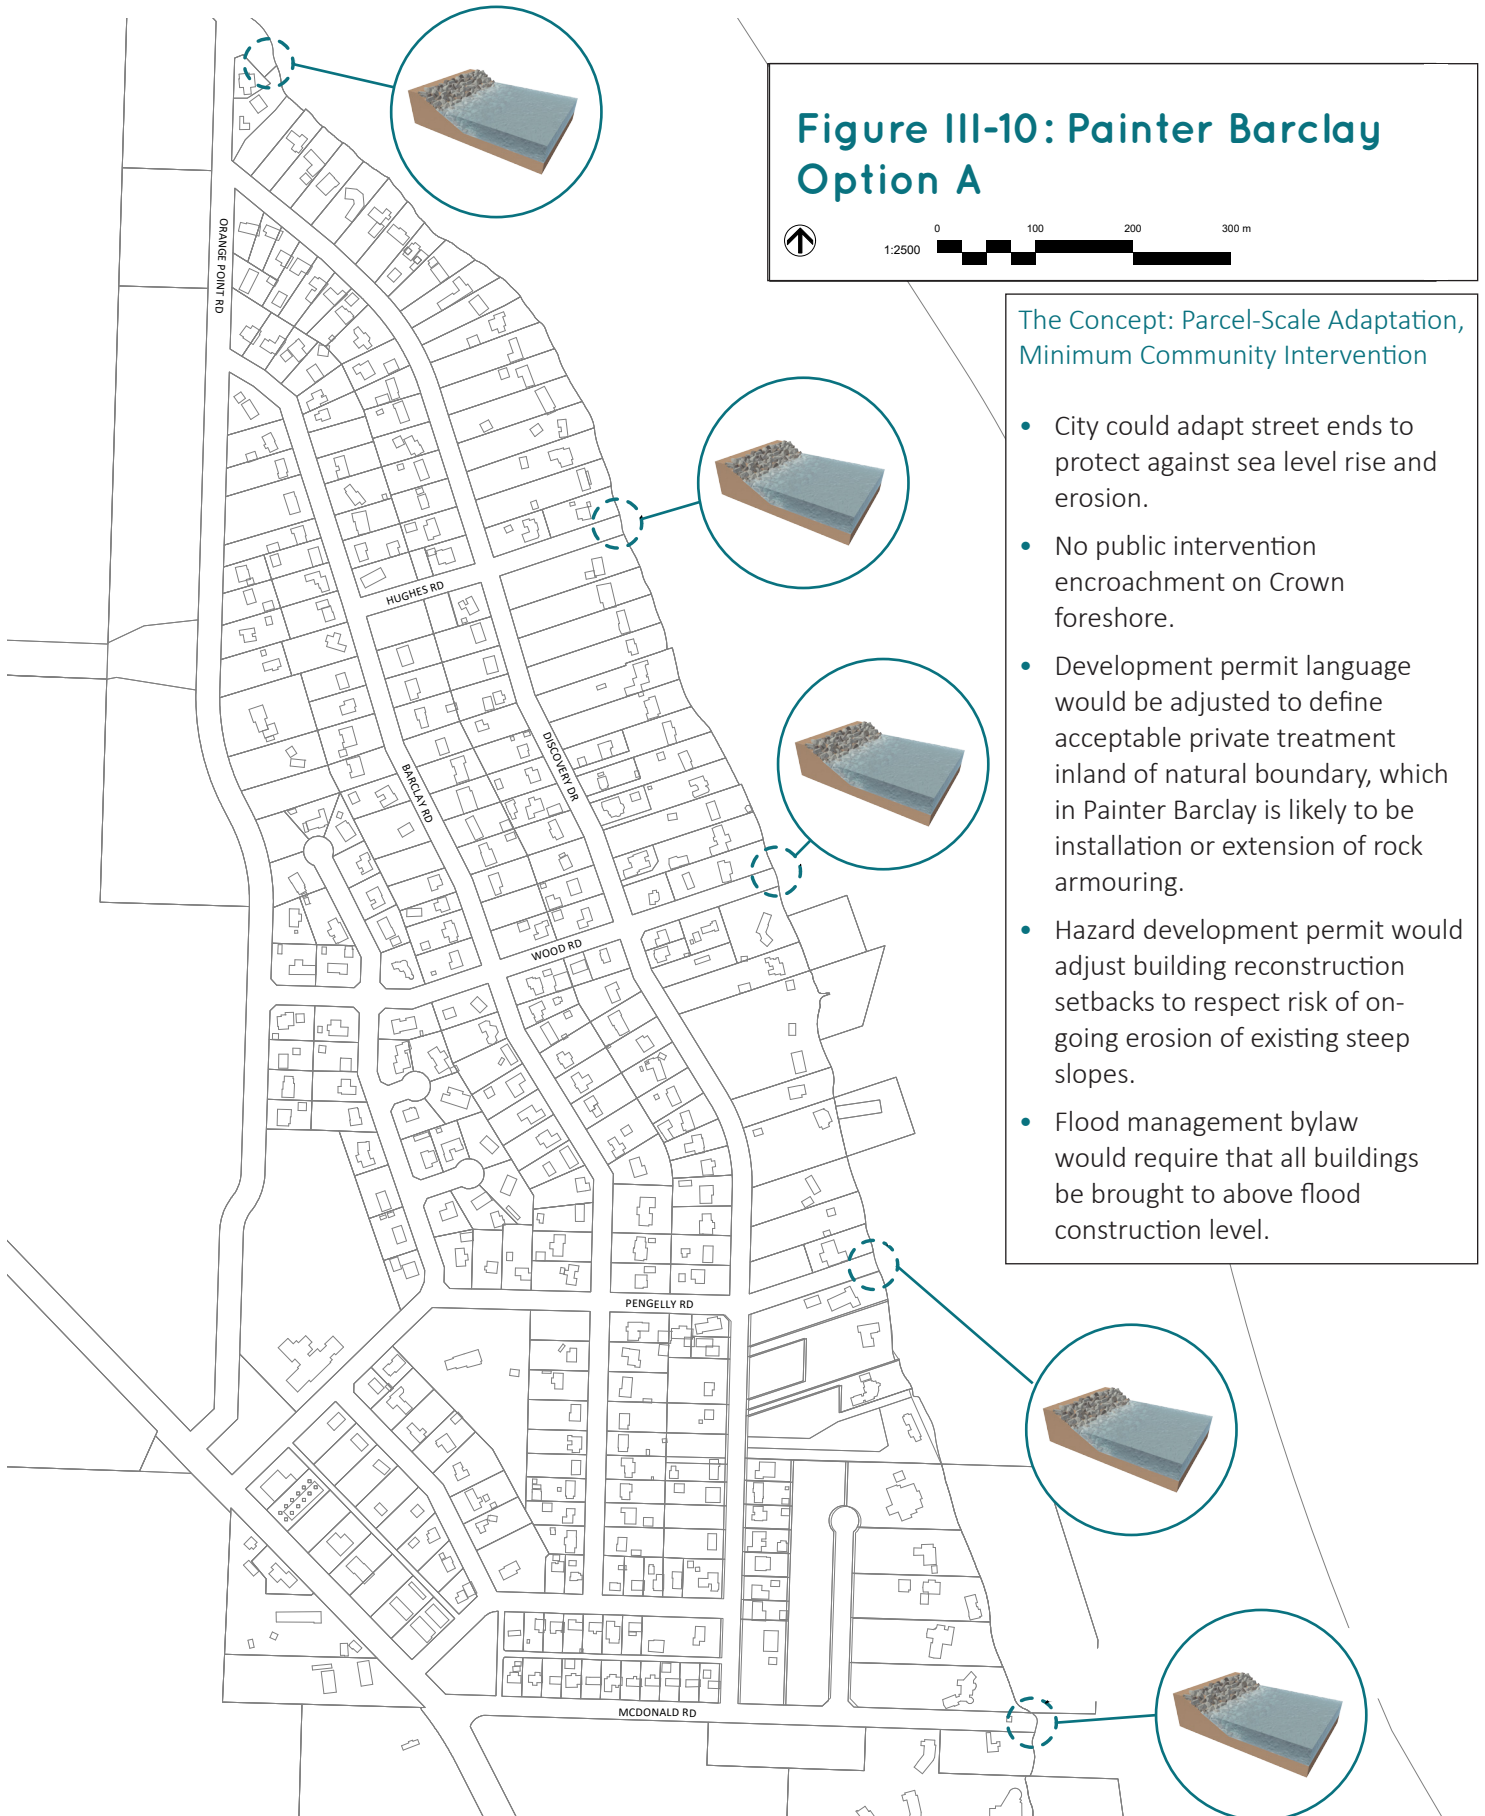 Figure III-10: Painter Barclay
Option A
1:2500
0 100 200 300 m
The Concept: Parcel-Scale Adaptation,
Minimum Community Intervention
• City could adapt street ends to
protect against sea level rise and
erosion.
• No public intervention
encroachment on Crown
foreshore.
• Development permit language
would be adjusted to define
acceptable private treatment
inland of natural boundary, which
in Painter Barclay is likely to be
installation or extension of rock
armouring.
• Hazard development permit would
adjust building reconstruction
setbacks to respect risk of on-
going erosion of existing steep
slopes.
• Flood management bylaw
would require that all buildings
be brought to above flood
construction level.
ORANGE POINT RD
HUGHES RD
BARCLAY RD
DISCOVERY DR
WOOD RD
PENGELLY RD
MCDONALD RD